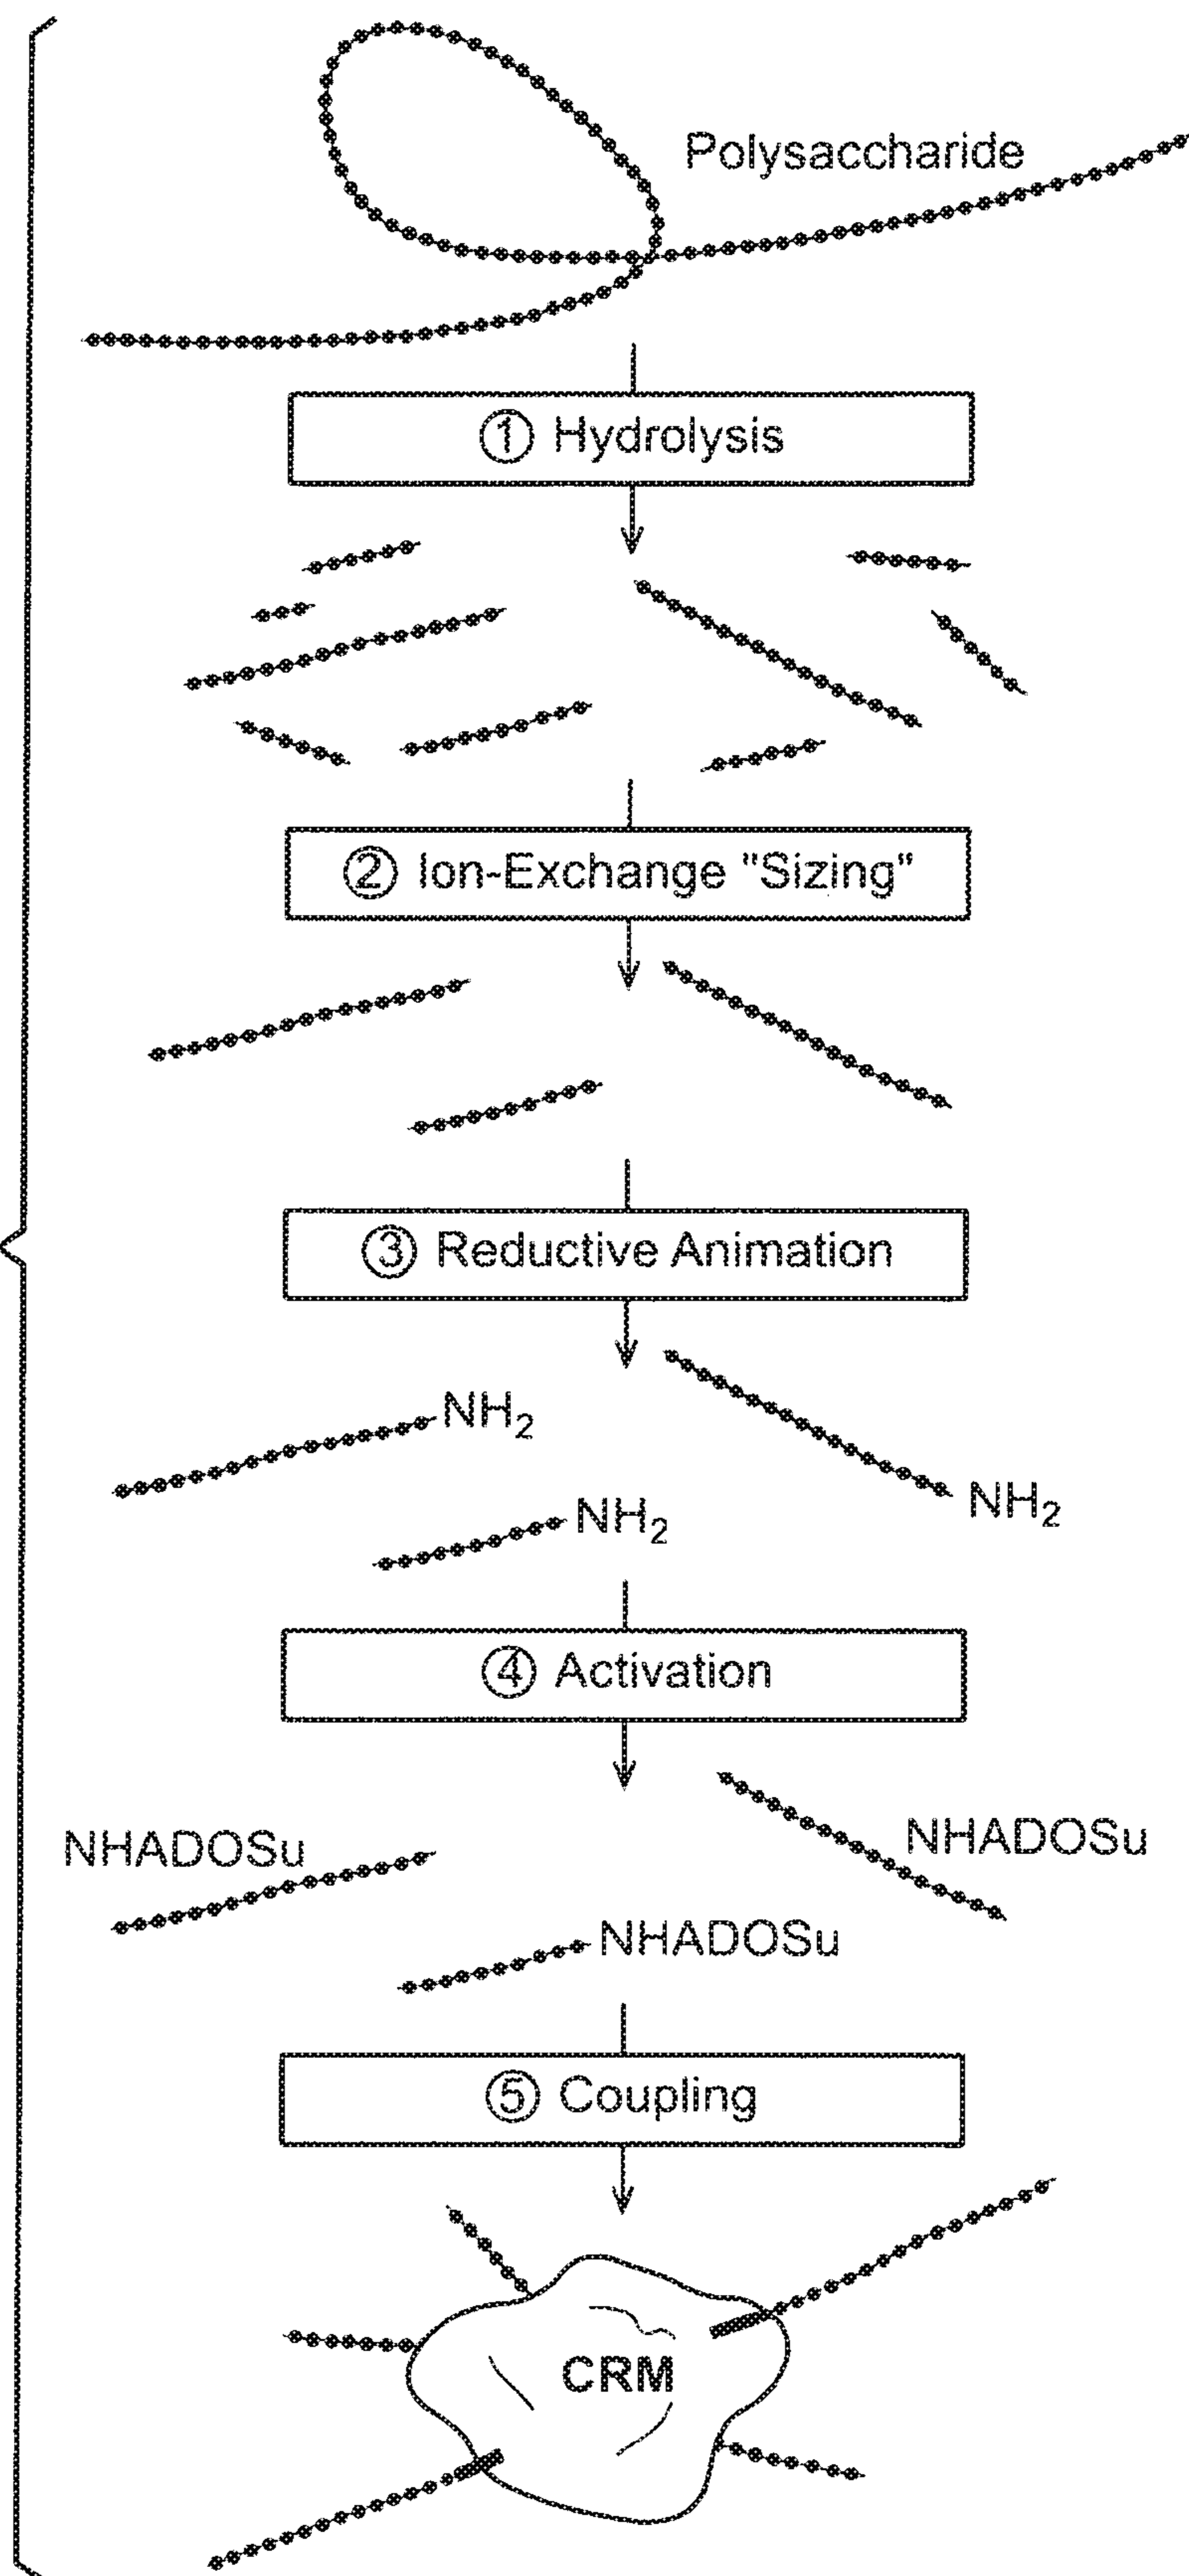 Polysaccharide
① Hydrolysis
② Ion-Exchange "Sizing"
③ Reductive Animation
NH₂
NH₂
NH₂
④ Activation
NHADOSu
NHADOSu
NHADOSu
⑤ Coupling
CRM